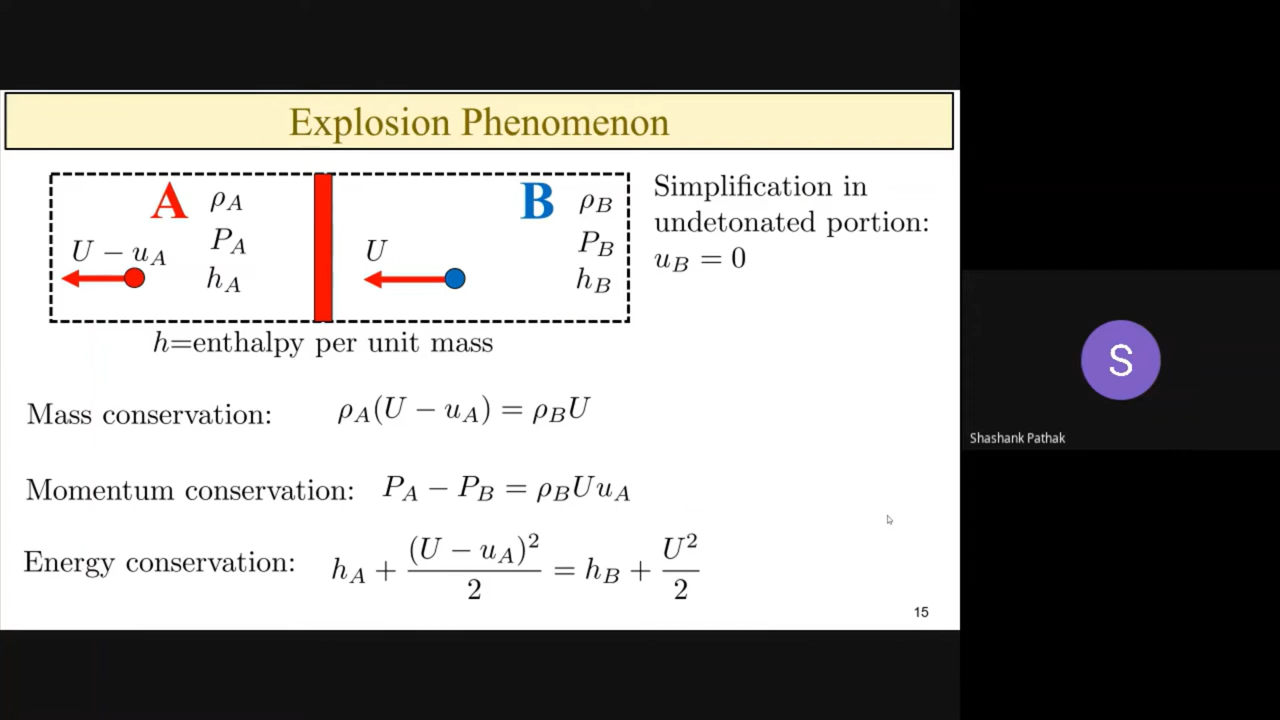 Explosion Phenomenon
A
B
ρ_A
P_A
h_A
U − u_A
U
ρ_B
P_B
h_B
Simplification in
undetonated portion:
u_B = 0
h=enthalpy per unit mass
Mass conservation: ρ_A(U − u_A) = ρ_BU
Momentum conservation: P_A − P_B = ρ_BUu_A
Energy conservation: h_A + (U − u_A)²/2 = h_B + U²/2
15
S
Shashank Pathak